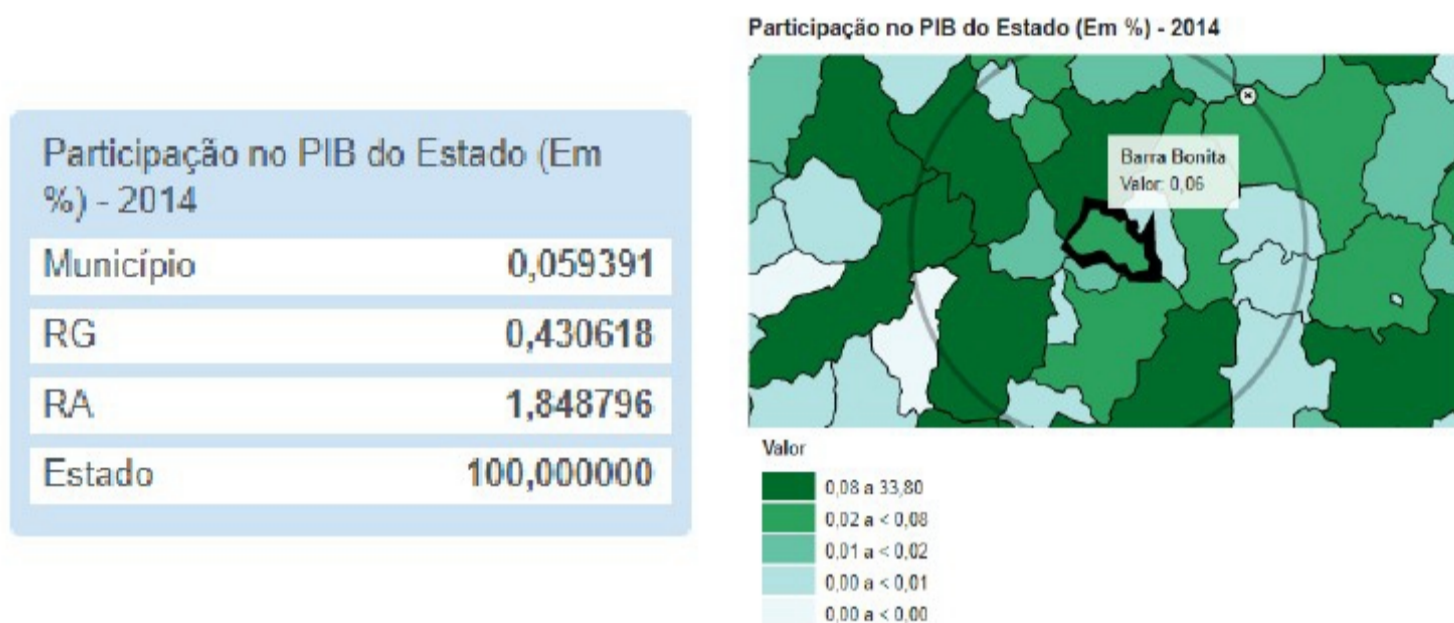 Participação no PIB do Estado (Em
%) - 2014
Município 0,059391
RG 0,430618
RA 1,848796
Estado 100,000000
Participação no PIB do Estado (Em %) - 2014
Barra Bonita
Valor: 0,06
Valor
0,08 a 33,80
0,02 a < 0,08
0,01 a < 0,02
0,00 a < 0,01
0,00 a < 0,00